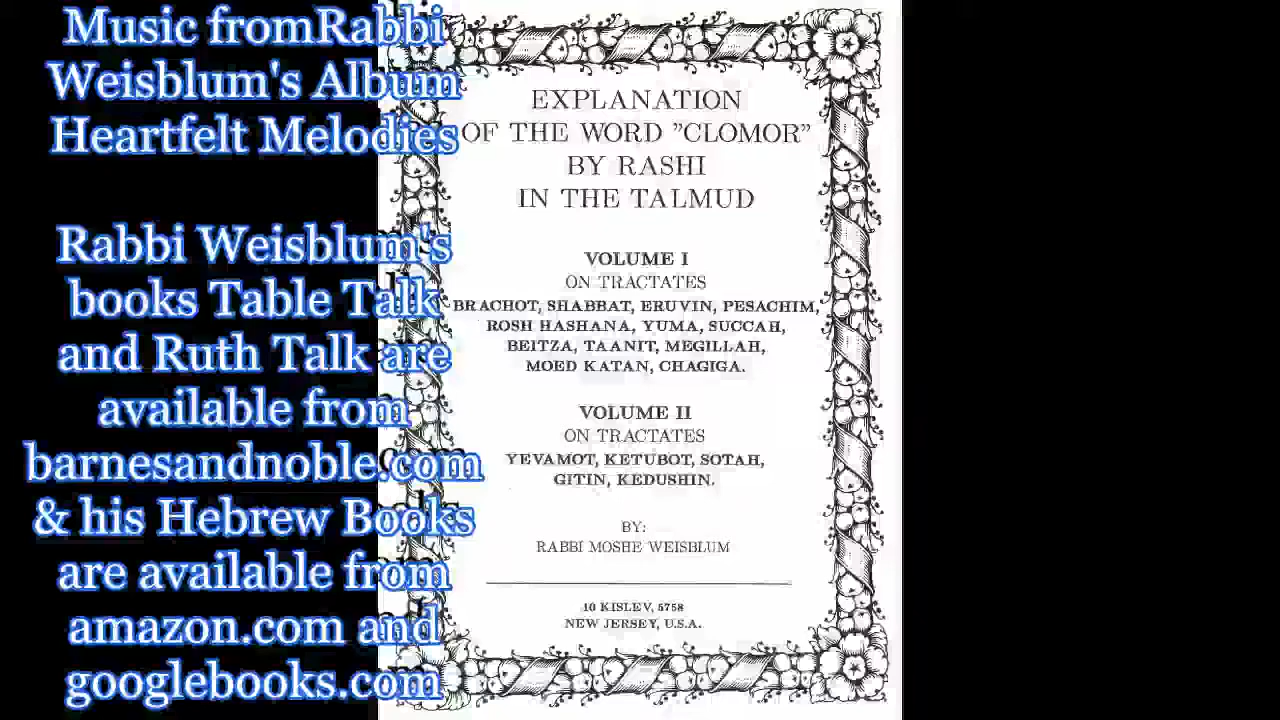 Music fromRabbi
Weisblum's Album
Heartfelt Melodies
Rabbi Weisblum's
books Table Talk
and Ruth Talk are
available from
barnesandnoble.com
& his Hebrew Books
are available from
amazon.com and
googlebooks.com
EXPLANATION
OF THE WORD "CLOMOR"
BY RASHI
IN THE TALMUD
VOLUME I
ON TRACTATES
BRACHOT, SHABBAT, ERUVIN, PESACHIM,
ROSH HASHANA, YUMA, SUCCAH,
BEITZA, TAANIT, MEGILLAH,
MOED KATAN, CHAGIGA.
VOLUME II
ON TRACTATES
YEVAMOT, KETUBOT, SOTAH,
GITIN, KEDUSHIN.
BY:
RABBI MOSHE WEISBLUM
10 KISLEV, 5758
NEW JERSEY, U.S.A.